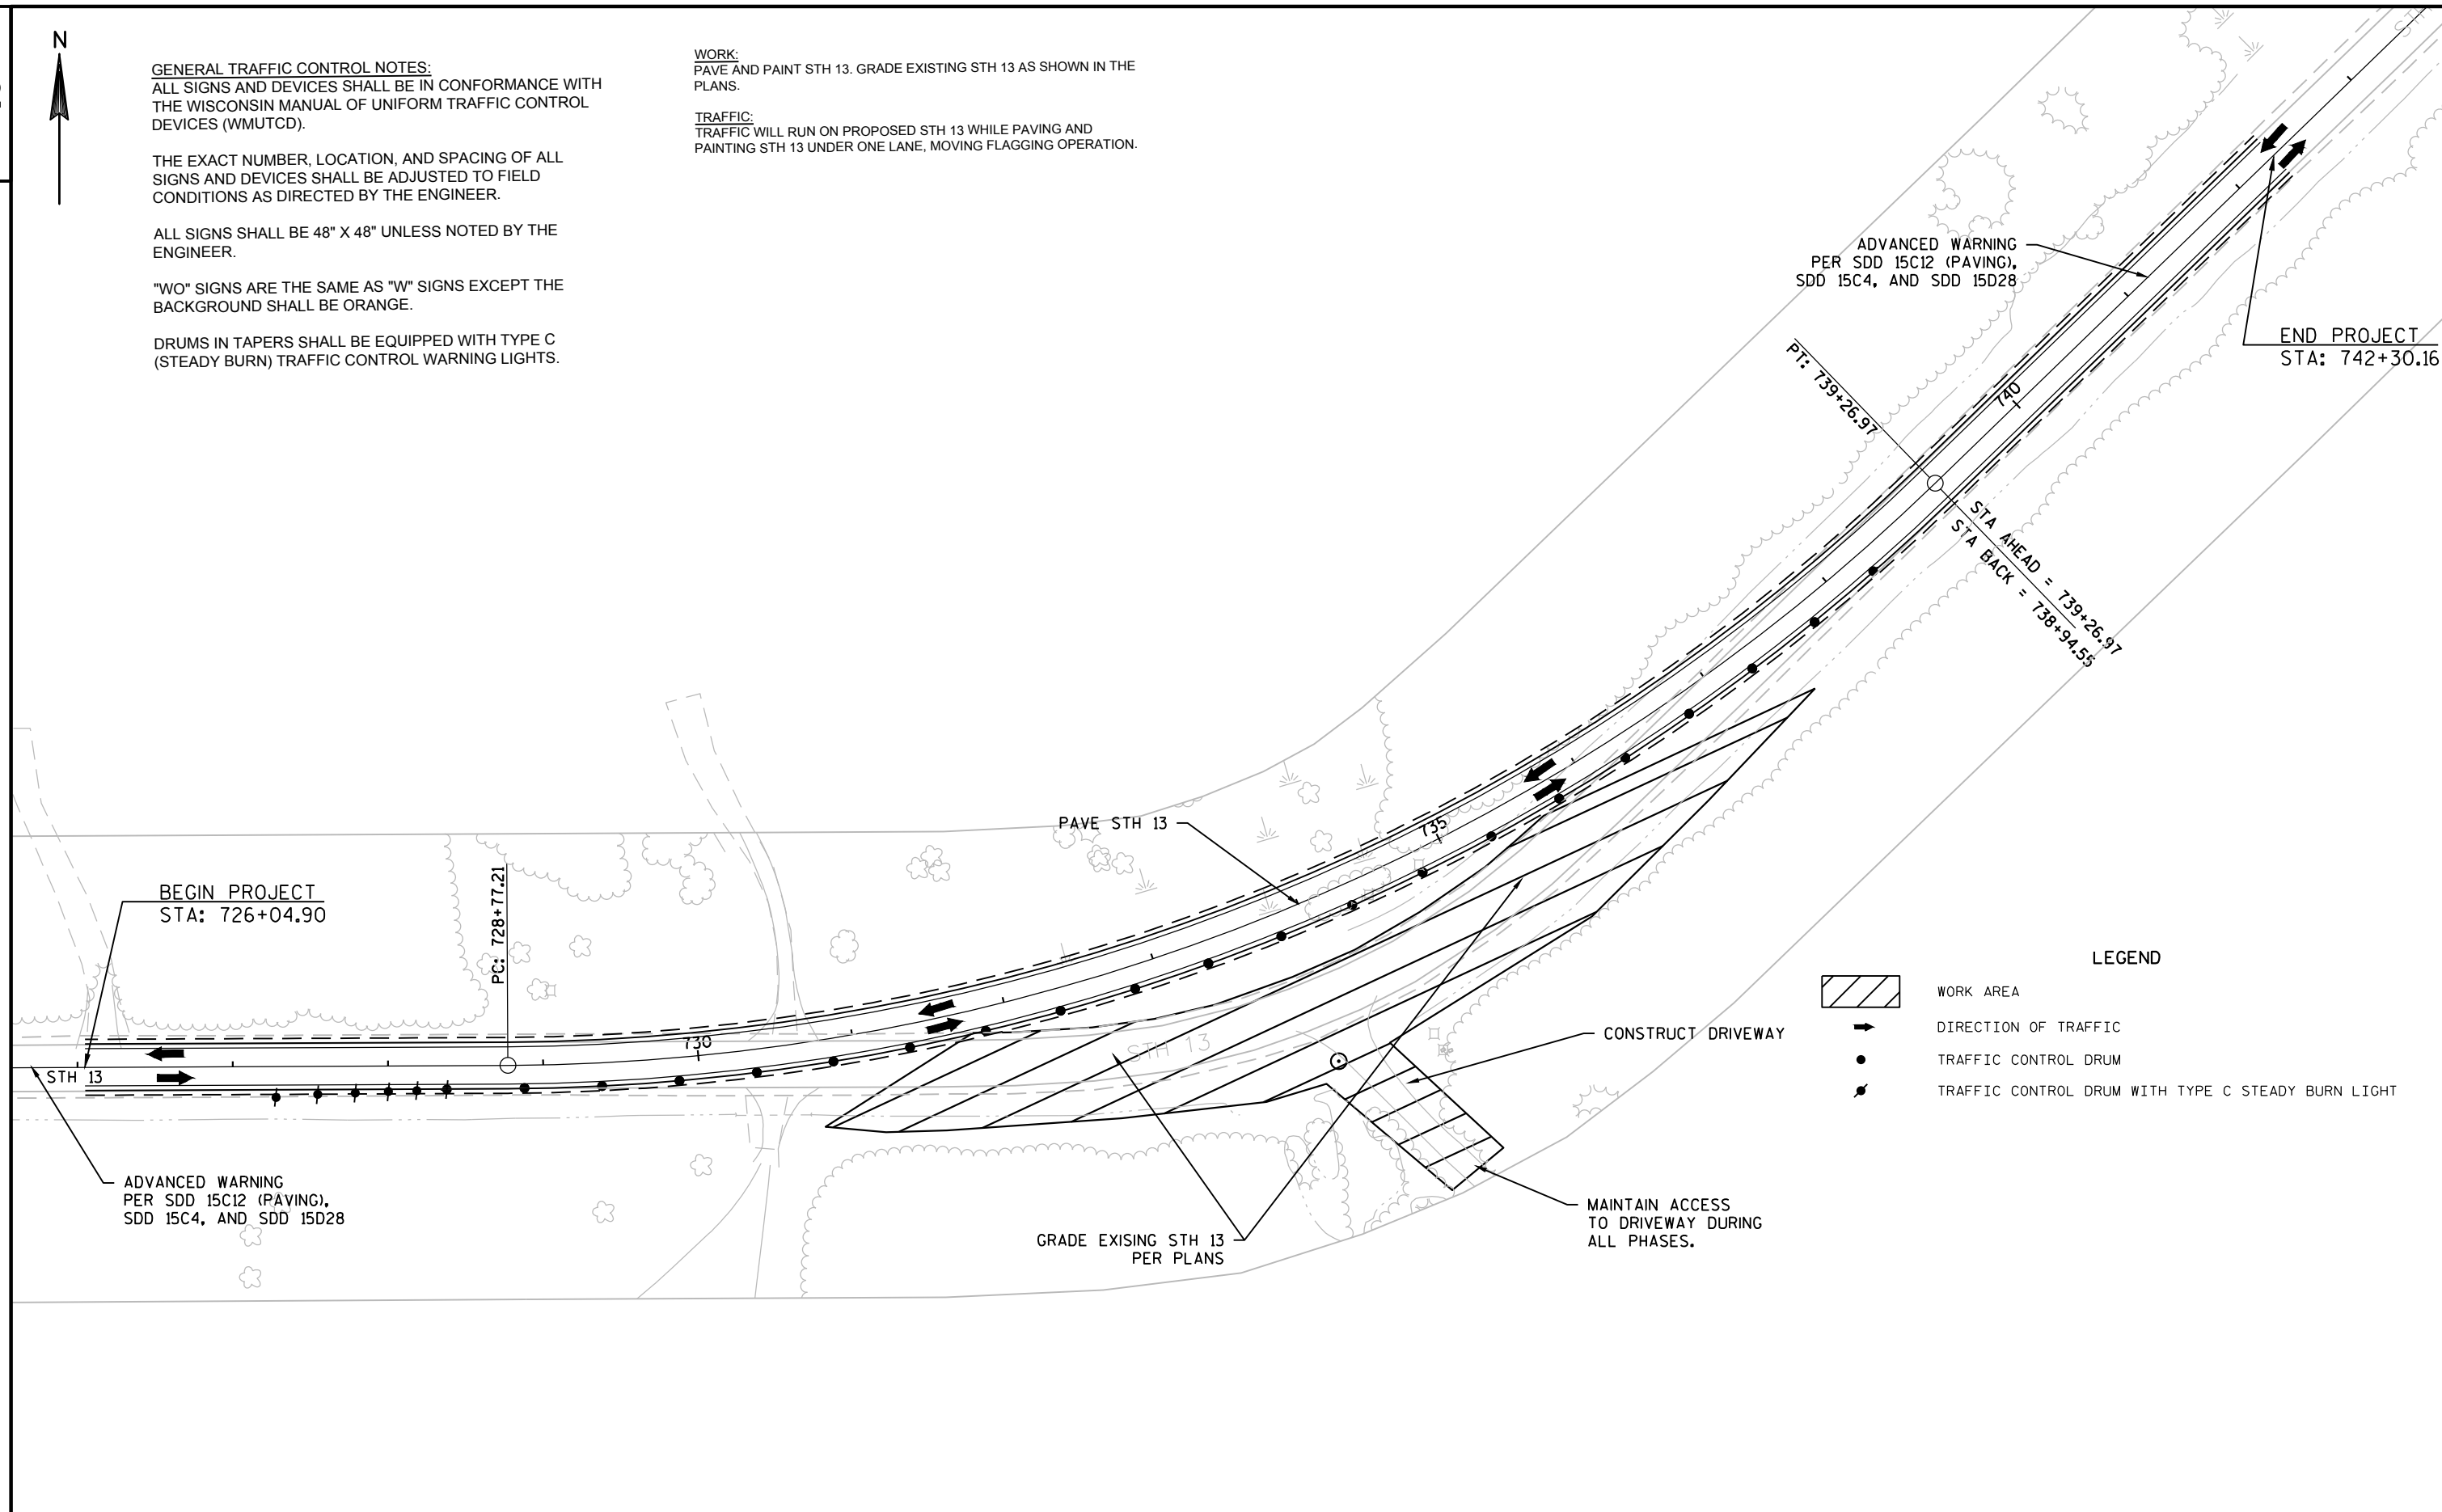 N
GENERAL TRAFFIC CONTROL NOTES:
ALL SIGNS AND DEVICES SHALL BE IN CONFORMANCE WITH
THE WISCONSIN MANUAL OF UNIFORM TRAFFIC CONTROL
DEVICES (WMUTCD).
THE EXACT NUMBER, LOCATION, AND SPACING OF ALL
SIGNS AND DEVICES SHALL BE ADJUSTED TO FIELD
CONDITIONS AS DIRECTED BY THE ENGINEER.
ALL SIGNS SHALL BE 48" X 48" UNLESS NOTED BY THE
ENGINEER.
"WO" SIGNS ARE THE SAME AS "W" SIGNS EXCEPT THE
BACKGROUND SHALL BE ORANGE.
DRUMS IN TAPERS SHALL BE EQUIPPED WITH TYPE C
(STEADY BURN) TRAFFIC CONTROL WARNING LIGHTS.
WORK:
PAVE AND PAINT STH 13. GRADE EXISTING STH 13 AS SHOWN IN THE
PLANS.
TRAFFIC:
TRAFFIC WILL RUN ON PROPOSED STH 13 WHILE PAVING AND
PAINTING STH 13 UNDER ONE LANE, MOVING FLAGGING OPERATION.
ADVANCED WARNING
PER SDD 15C12 (PAVING),
SDD 15C4, AND SDD 15D28
END PROJECT
STA: 742+30.16
PT: 739+26.97
740
STA AHEAD = 739+26.97
STA BACK = 738+94.55
PAVE STH 13
735
BEGIN PROJECT
STA: 726+04.90
PC: 728+77.21
730
STH 13
STH 13
CONSTRUCT DRIVEWAY
LEGEND
WORK AREA
DIRECTION OF TRAFFIC
TRAFFIC CONTROL DRUM
TRAFFIC CONTROL DRUM WITH TYPE C STEADY BURN LIGHT
ADVANCED WARNING
PER SDD 15C12 (PAVING),
SDD 15C4, AND SDD 15D28
GRADE EXISING STH 13
PER PLANS
MAINTAIN ACCESS
TO DRIVEWAY DURING
ALL PHASES.